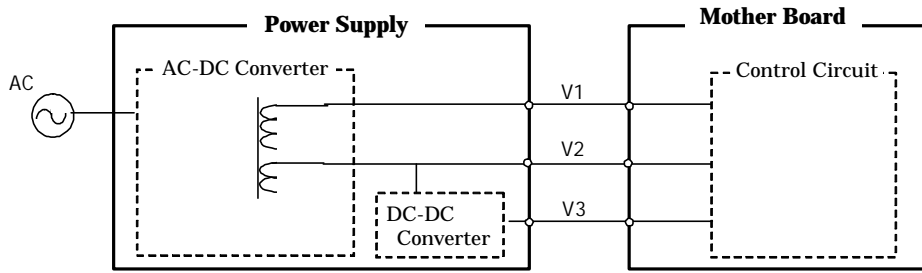 Power Supply
Mother Board
AC-DC Converter
Control Circuit
AC
V1
V2
DC-DC
Converter
V3